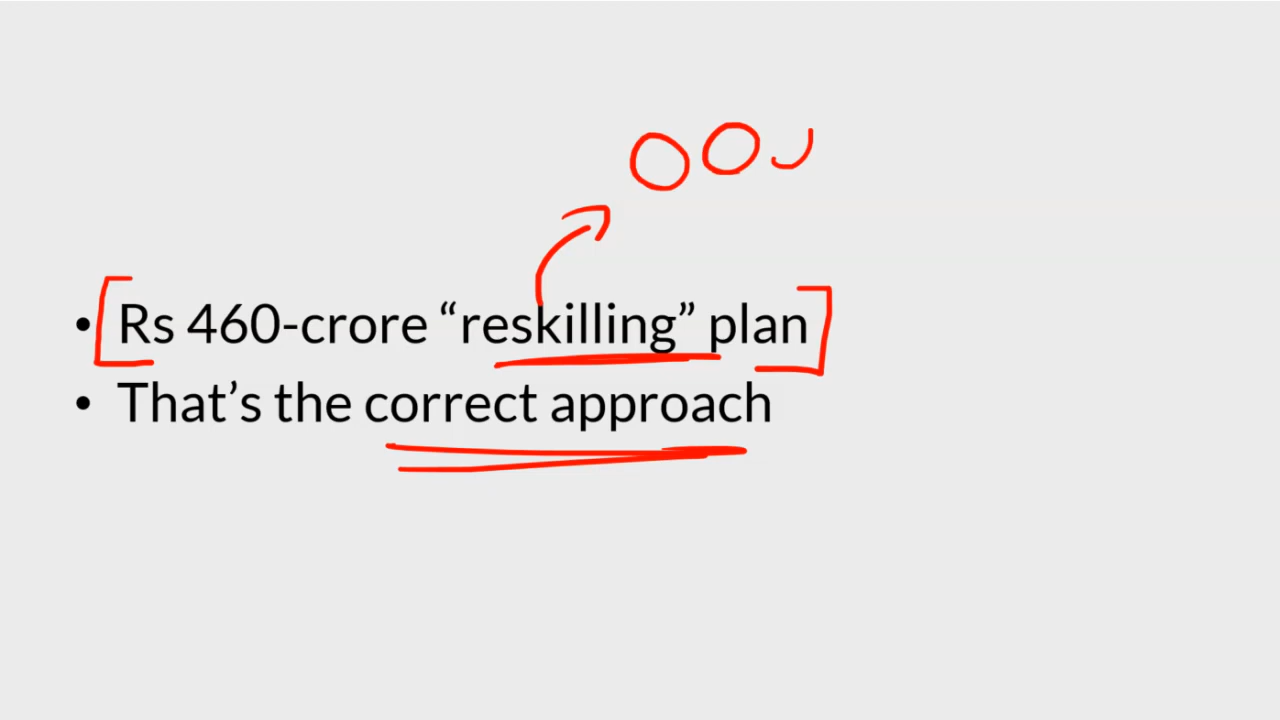 • Rs 460-crore “reskilling” plan
• That’s the correct approach